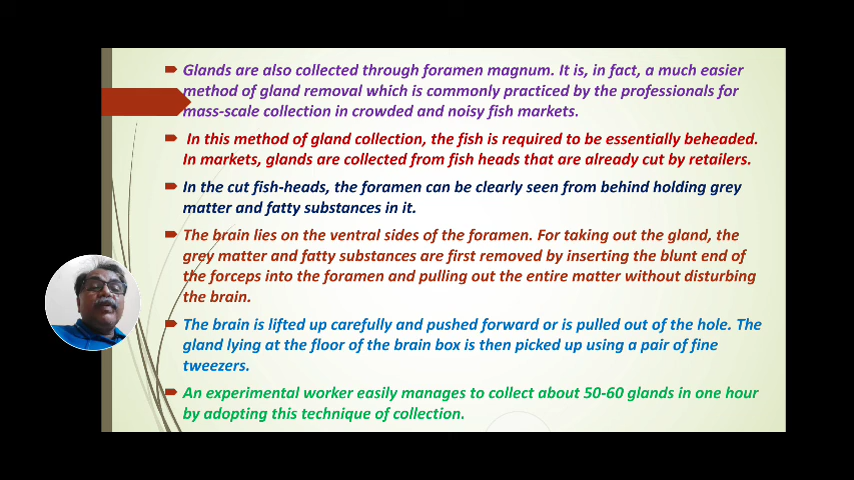 Glands are also collected through foramen magnum. It is, in fact, a much easier
method of gland removal which is commonly practiced by the professionals for
mass-scale collection in crowded and noisy fish markets.
In this method of gland collection, the fish is required to be essentially beheaded.
In markets, glands are collected from fish heads that are already cut by retailers.
In the cut fish-heads, the foramen can be clearly seen from behind holding grey
matter and fatty substances in it.
The brain lies on the ventral sides of the foramen. For taking out the gland, the
grey matter and fatty substances are first removed by inserting the blunt end of
the forceps into the foramen and pulling out the entire matter without disturbing
the brain.
The brain is lifted up carefully and pushed forward or is pulled out of the hole. The
gland lying at the floor of the brain box is then picked up using a pair of fine
tweezers.
An experimental worker easily manages to collect about 50-60 glands in one hour
by adopting this technique of collection.